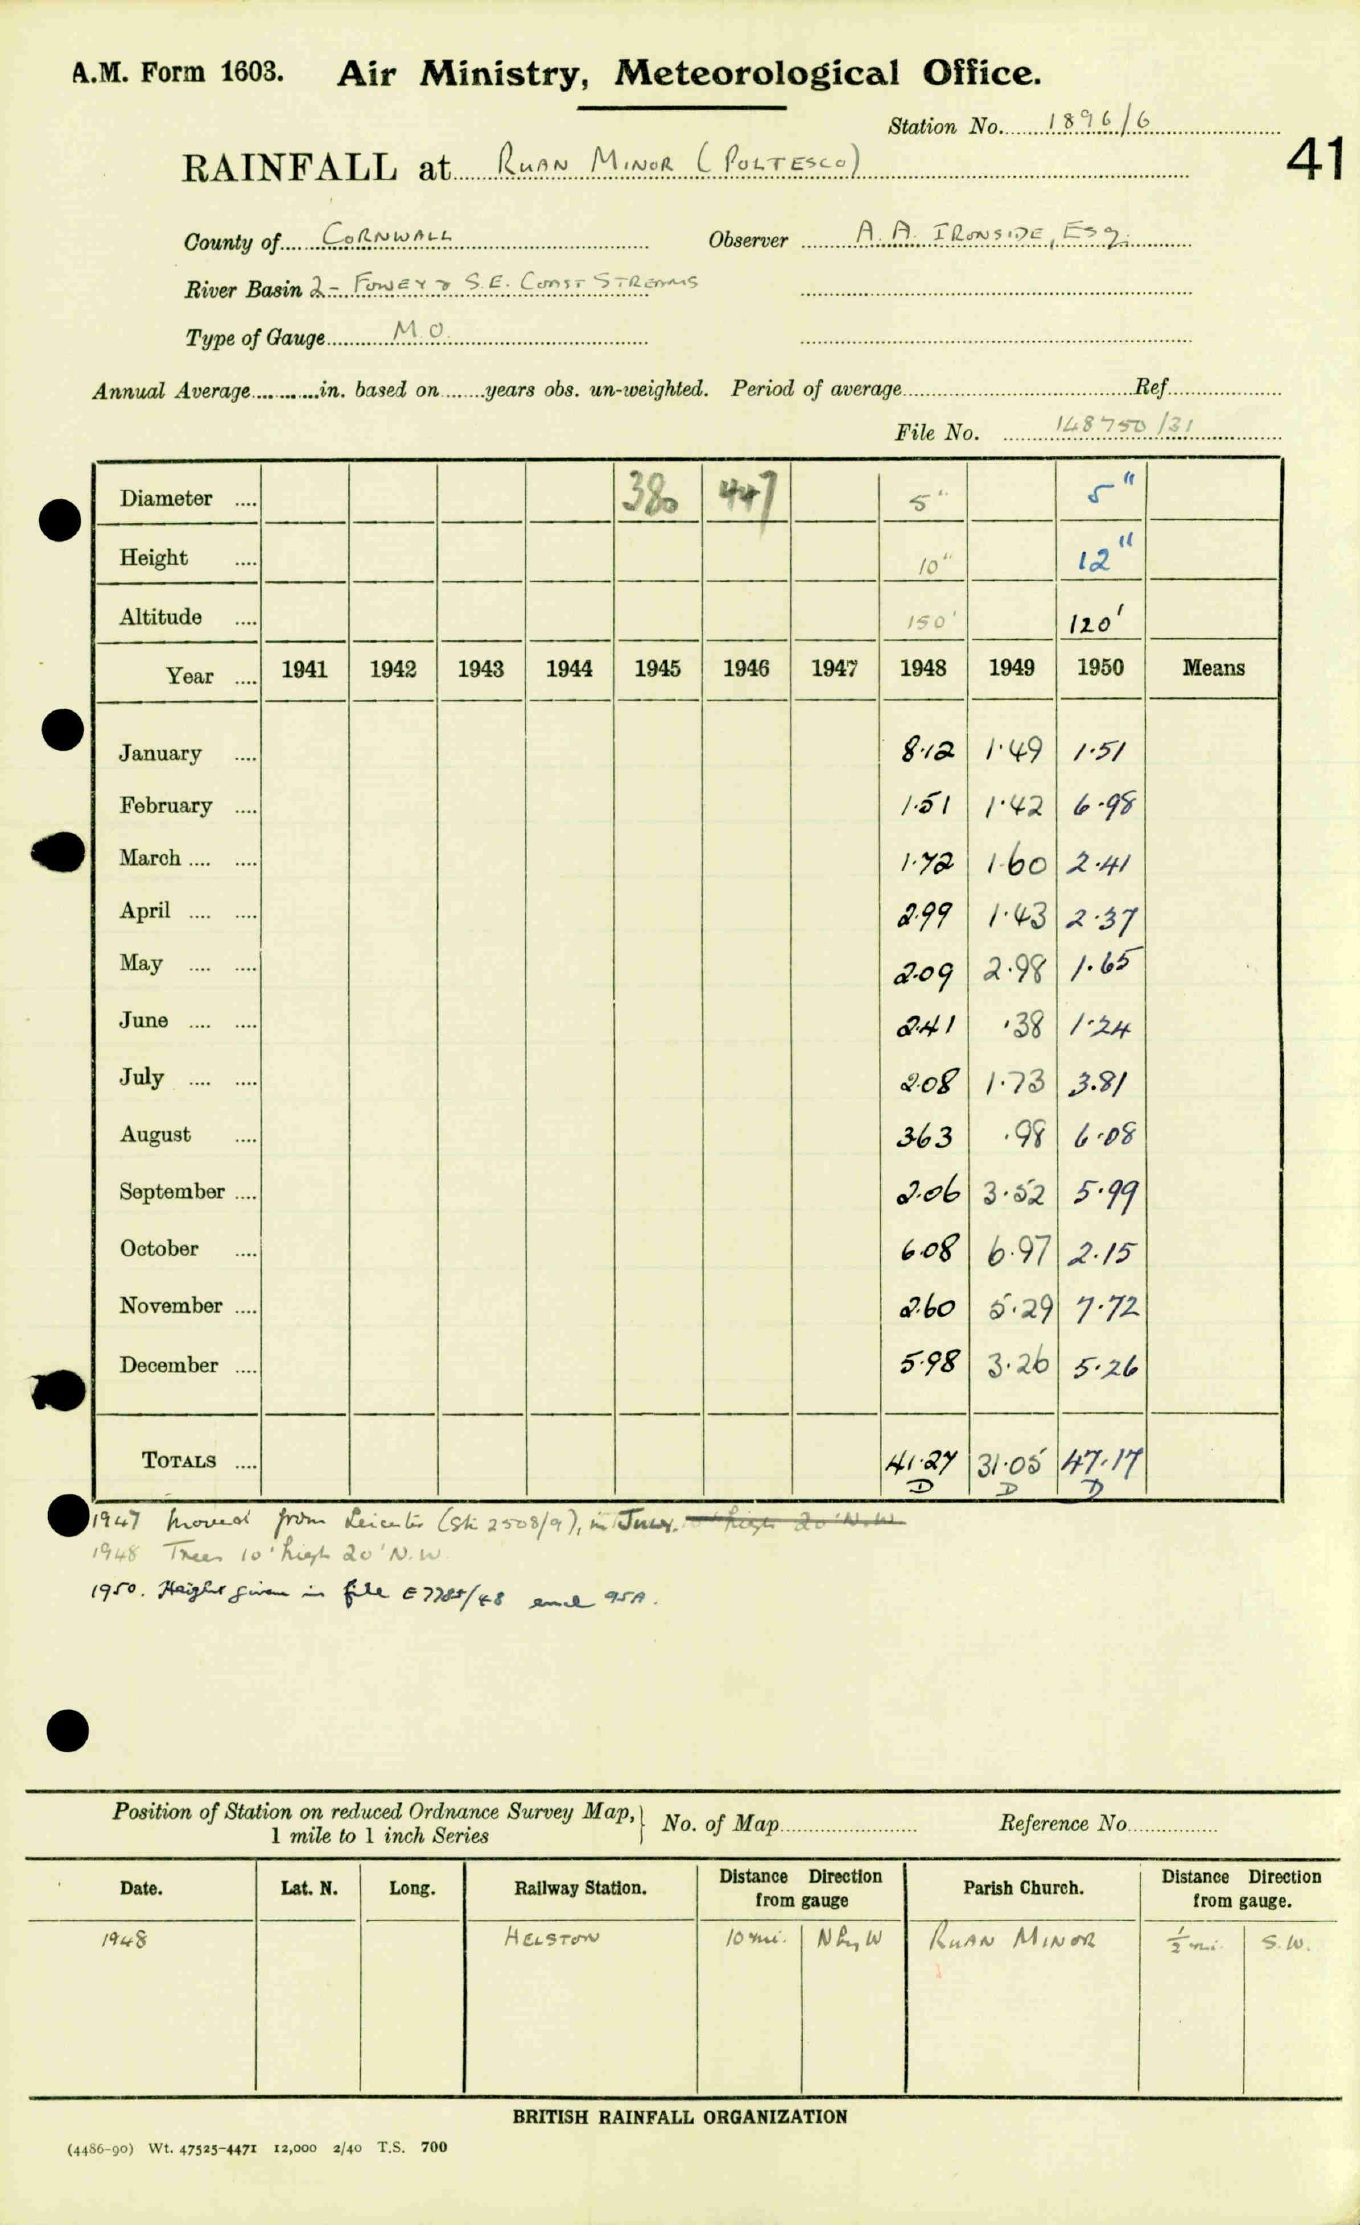 A.M. Form 1603. Air Ministry, Meteorological Office.
Station No. 1896/6
RAINFALL at RUAN MINOR (POLTESCO)
41
County of CORNWALL Observer A. A. IRONSIDE, ESQ.
River Basin 2 - FOWEY & S.E. COAST STREAMS
Type of Gauge M O.
Annual Average in. based on years obs. un-weighted. Period of average Ref
File No. 148750/31
Diameter 380 447 5" 5"
Height 10" 12"
Altitude 150' 120'
Year 1941 1942 1943 1944 1945 1946 1947 1948 1949 1950 Means
January 8.12 1.49 1.51
February 1.51 1.42 6.98
March 1.72 1.60 2.41
April 2.99 1.43 2.37
May 2.09 2.98 1.65
June 2.41 .38 1.24
July 2.08 1.73 3.81
August 3.63 .98 6.08
September 2.06 3.52 5.99
October 6.08 6.97 2.15
November 2.60 5.29 7.72
December 5.98 3.26 5.26
TOTALS 41.27 31.05 47.17
D D D
1947 Moved from Leicester (Stn 2508/9), in high 20' N.W.
1948 Trees 10' high 20' N.W.
1950. Height given in file E7785/48 encl 95A.
Position of Station on reduced Ordnance Survey Map, 1 mile to 1 inch Series } No. of Map Reference No.
Date. Lat. N. Long. Railway Station. Distance Direction from gauge Parish Church. Distance Direction from gauge.
1948 HELSTON 10 mi. N by W RUAN MINOR ½ mi. S.W.
BRITISH RAINFALL ORGANIZATION
(4486-90) Wt. 47525-4471 12,000 2/40 T.S. 700